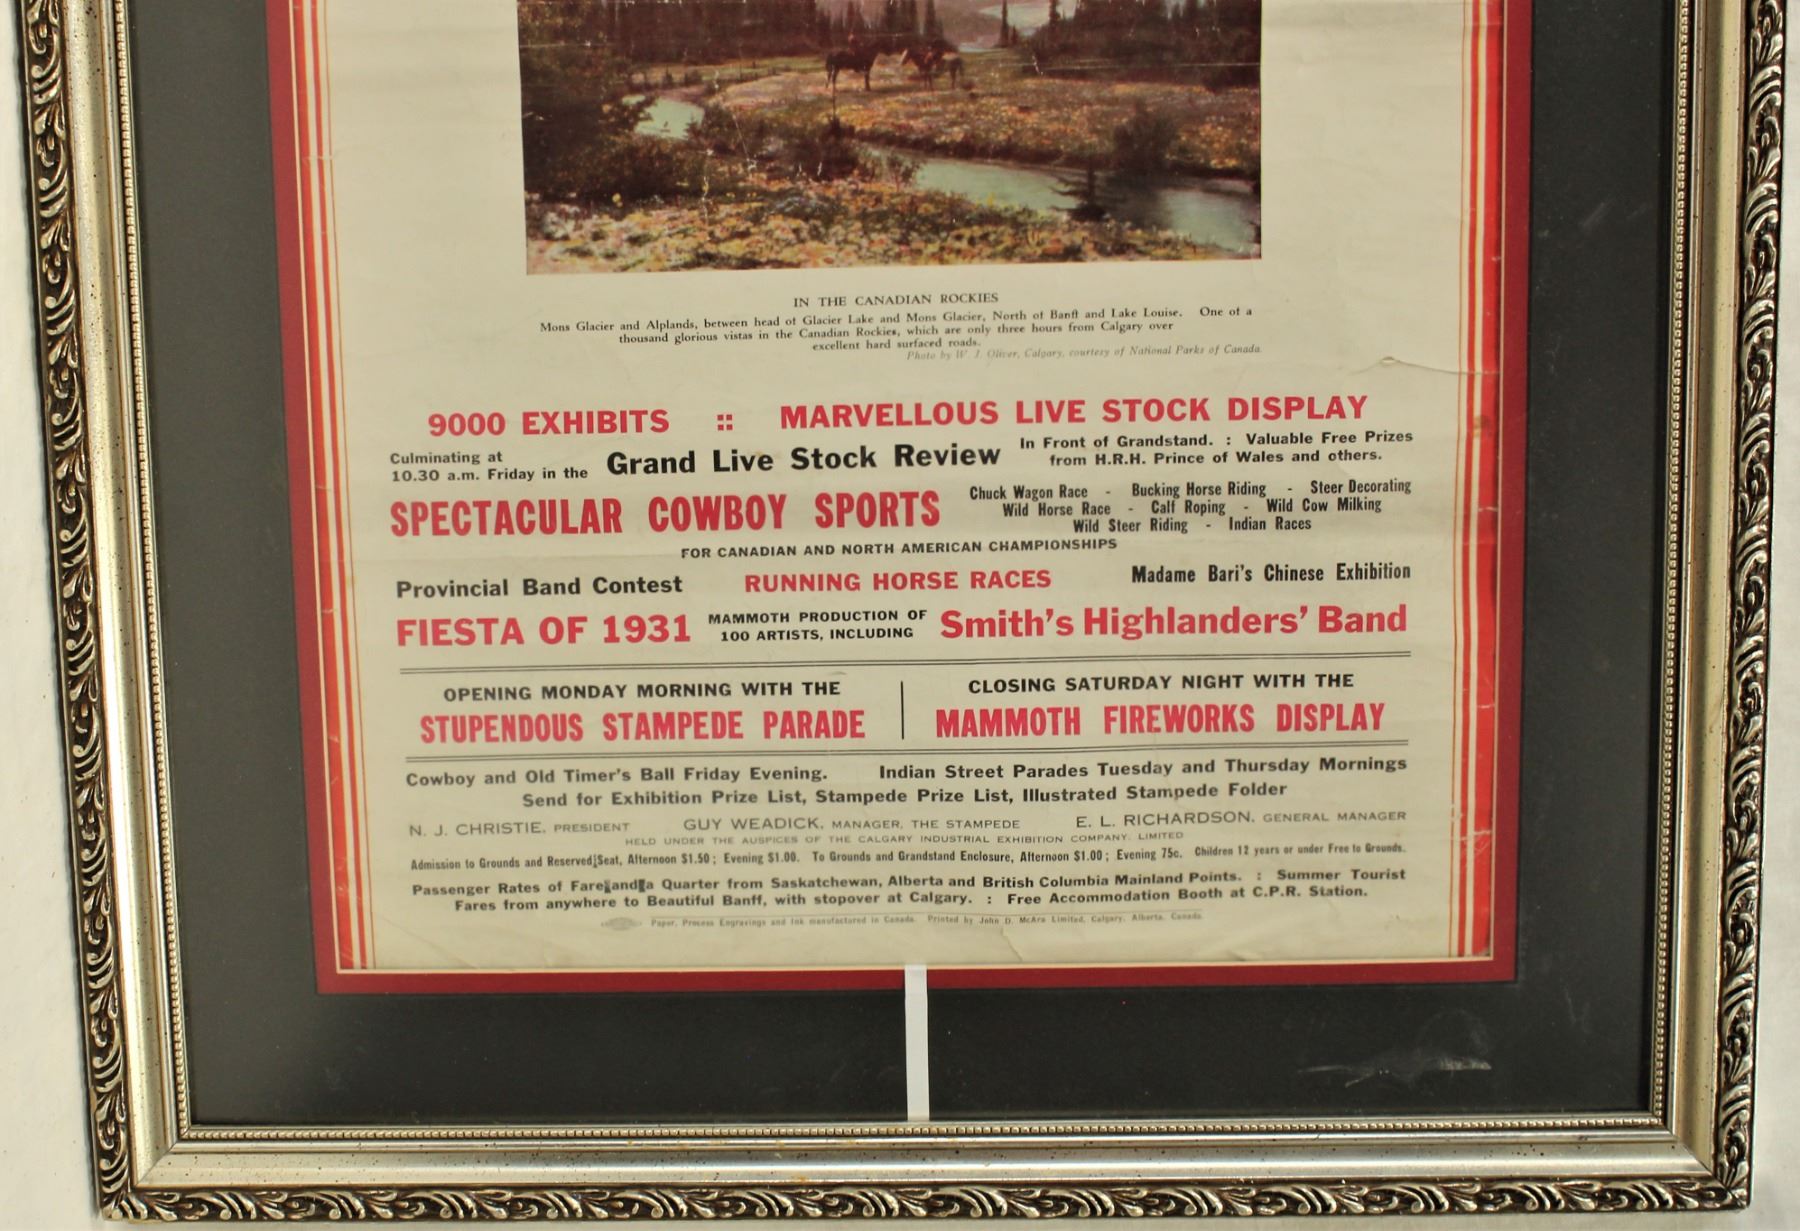 IN THE CANADIAN ROCKIES
Mons Glacier and Alplands, between head of Glacier Lake and Mons Glacier, North of Banff and Lake Louise. One of a
thousand glorious vistas in the Canadian Rockies, which are only three hours from Calgary over
excellent hard surfaced roads.
Photo by W. J. Oliver, Calgary, courtesy of National Parks of Canada.
9000 EXHIBITS :: MARVELLOUS LIVE STOCK DISPLAY
Culminating at
10.30 a.m. Friday in the Grand Live Stock Review
In Front of Grandstand. : Valuable Free Prizes
from H.R.H. Prince of Wales and others.
SPECTACULAR COWBOY SPORTS
Chuck Wagon Race - Bucking Horse Riding - Steer Decorating
Wild Horse Race - Calf Roping - Wild Cow Milking
Wild Steer Riding - Indian Races
FOR CANADIAN AND NORTH AMERICAN CHAMPIONSHIPS
Provincial Band Contest RUNNING HORSE RACES Madame Bari's Chinese Exhibition
FIESTA OF 1931
MAMMOTH PRODUCTION OF
100 ARTISTS, INCLUDING
Smith's Highlanders' Band
OPENING MONDAY MORNING WITH THE
STUPENDOUS STAMPEDE PARADE
CLOSING SATURDAY NIGHT WITH THE
MAMMOTH FIREWORKS DISPLAY
Cowboy and Old Timer's Ball Friday Evening. Indian Street Parades Tuesday and Thursday Mornings
Send for Exhibition Prize List, Stampede Prize List, Illustrated Stampede Folder
N. J. CHRISTIE, PRESIDENT GUY WEADICK, MANAGER, THE STAMPEDE E. L. RICHARDSON, GENERAL MANAGER
HELD UNDER THE AUSPICES OF THE CALGARY INDUSTRIAL EXHIBITION COMPANY, LIMITED
Admission to Grounds and Reserved Seat, Afternoon $1.50; Evening $1.00. To Grounds and Grandstand Enclosure, Afternoon $1.00; Evening 75c. Children 12 years or under Free to Grounds.
Passenger Rates of Fare and a Quarter from Saskatchewan, Alberta and British Columbia Mainland Points. : Summer Tourist
Fares from anywhere to Beautiful Banff, with stopover at Calgary. : Free Accommodation Booth at C.P.R. Station.
Paper, Process Engravings and Ink manufactured in Canada. Printed by John D. McAra Limited, Calgary, Alberta, Canada